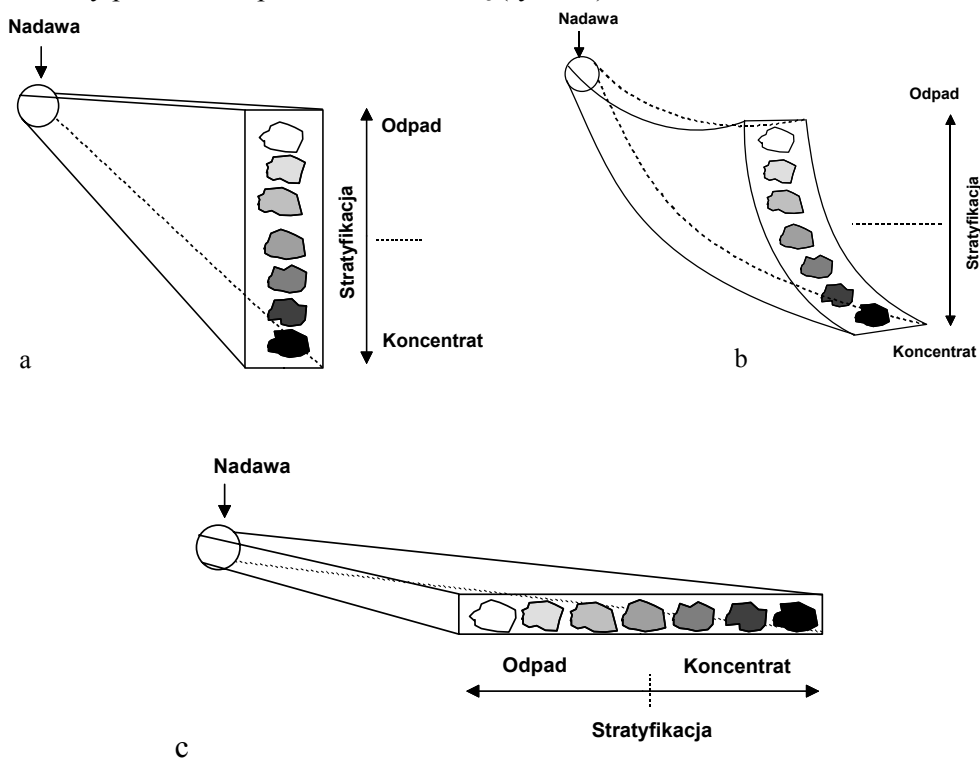 Nadawa
Odpad
Stratyfikacja
Koncentrat
a
Nadawa
Odpad
Stratyfikacja
Koncentrat
b
Nadawa
Odpad Koncentrat
Stratyfikacja
c